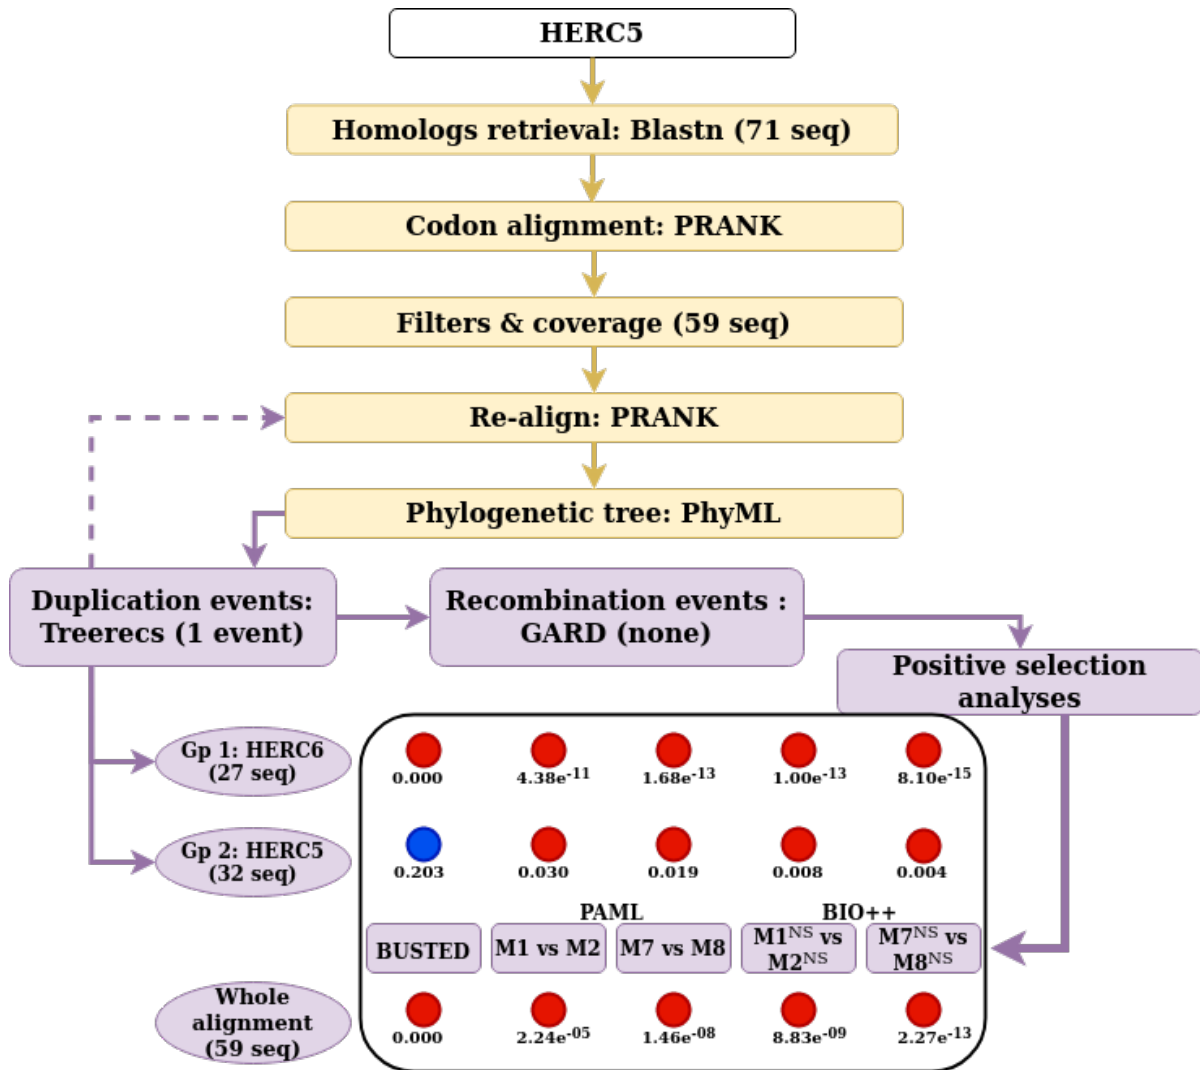 HERC5
Homologs retrieval: Blastn (71 seq)
Codon alignment: PRANK
Filters & coverage (59 seq)
Re-align: PRANK
Phylogenetic tree: PhyML
Duplication events:
Treerecs (1 event)
Recombination events :
GARD (none)
Positive selection
analyses
Gp 1: HERC6
(27 seq)
0.000 4.38e-11 1.68e-13 1.00e-13 8.10e-15
Gp 2: HERC5
(32 seq)
0.203 0.030 0.019 0.008 0.004
PAML BIO++
BUSTED
M1 vs M2
M7 vs M8
M1NS vs
M2NS
M7NS vs
M8NS
Whole
alignment
(59 seq)
0.000 2.24e-05 1.46e-08 8.83e-09 2.27e-13